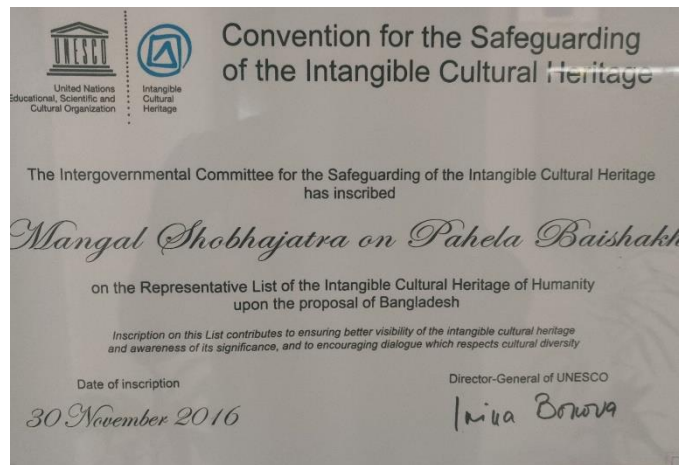 UNESCO
United Nations
Educational, Scientific and
Cultural Organization
Intangible
Cultural
Heritage
Convention for the Safeguarding
of the Intangible Cultural Heritage
The Intergovernmental Committee for the Safeguarding of the Intangible Cultural Heritage
has inscribed
Mangal Shobhajatra on Pahela Baishakh
on the Representative List of the Intangible Cultural Heritage of Humanity
upon the proposal of Bangladesh
Inscription on this List contributes to ensuring better visibility of the intangible cultural heritage
and awareness of its significance, and to encouraging dialogue which respects cultural diversity
Date of inscription
30 November 2016
Director-General of UNESCO
Irina Bokova